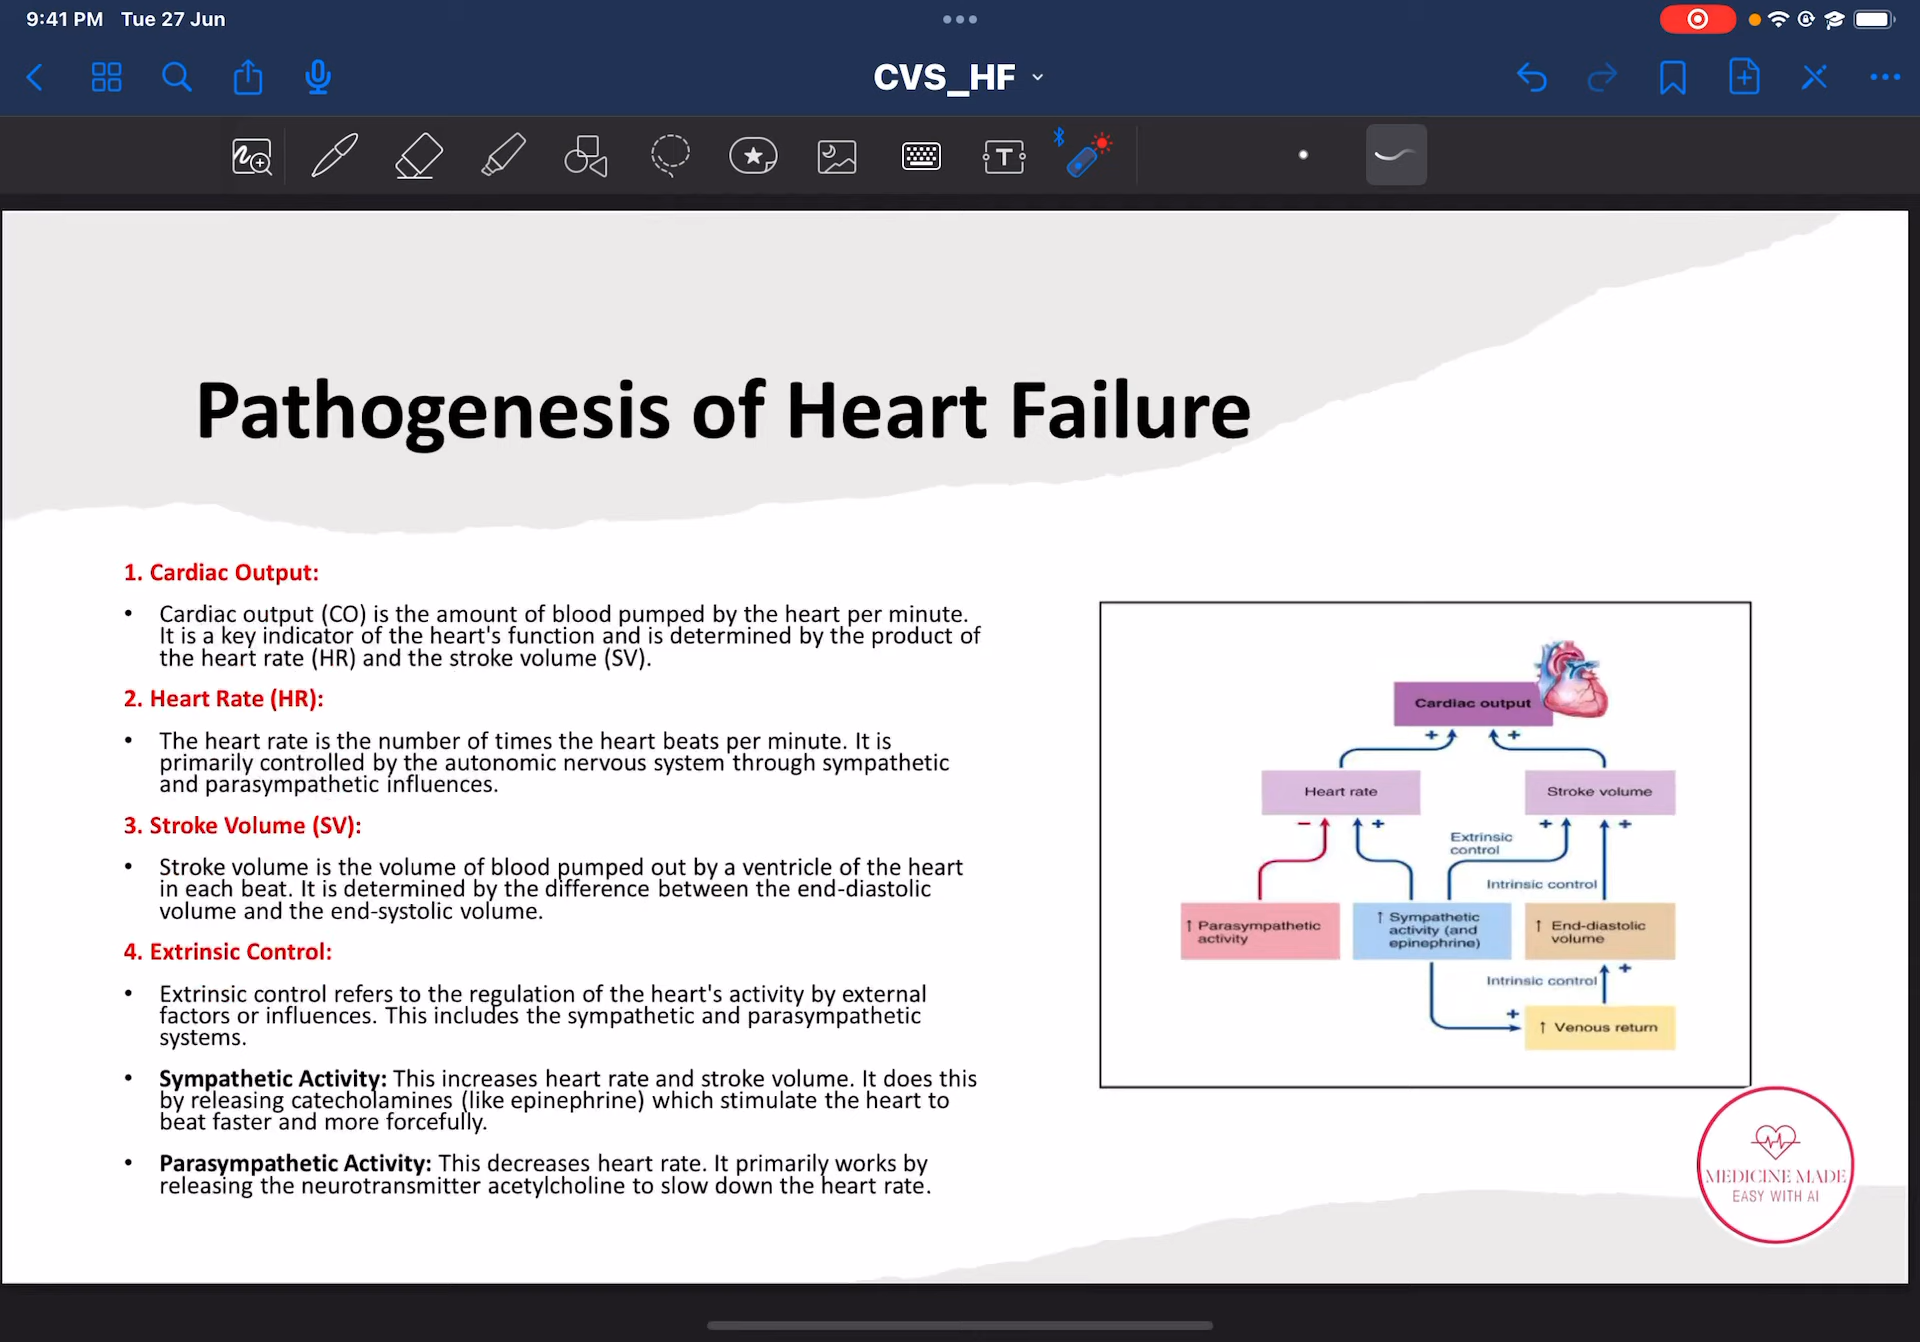 9:41 PM Tue 27 Jun
CVS_HF
Pathogenesis of Heart Failure
1. Cardiac Output:
• Cardiac output (CO) is the amount of blood pumped by the heart per minute.
It is a key indicator of the heart's function and is determined by the product of
the heart rate (HR) and the stroke volume (SV).
2. Heart Rate (HR):
• The heart rate is the number of times the heart beats per minute. It is
primarily controlled by the autonomic nervous system through sympathetic
and parasympathetic influences.
3. Stroke Volume (SV):
• Stroke volume is the volume of blood pumped out by a ventricle of the heart
in each beat. It is determined by the difference between the end-diastolic
volume and the end-systolic volume.
4. Extrinsic Control:
• Extrinsic control refers to the regulation of the heart's activity by external
factors or influences. This includes the sympathetic and parasympathetic
systems.
• Sympathetic Activity: This increases heart rate and stroke volume. It does this
by releasing catecholamines (like epinephrine) which stimulate the heart to
beat faster and more forcefully.
• Parasympathetic Activity: This decreases heart rate. It primarily works by
releasing the neurotransmitter acetylcholine to slow down the heart rate.
Cardiac output
+ +
Heart rate
Stroke volume
− +
+ +
Extrinsic
control
Intrinsic control
↑ Parasympathetic
activity
↑ Sympathetic
activity (and
epinephrine)
↑ End-diastolic
volume
+
Intrinsic control
+
↑ Venous return
MEDICINE MADE
EASY WITH AI